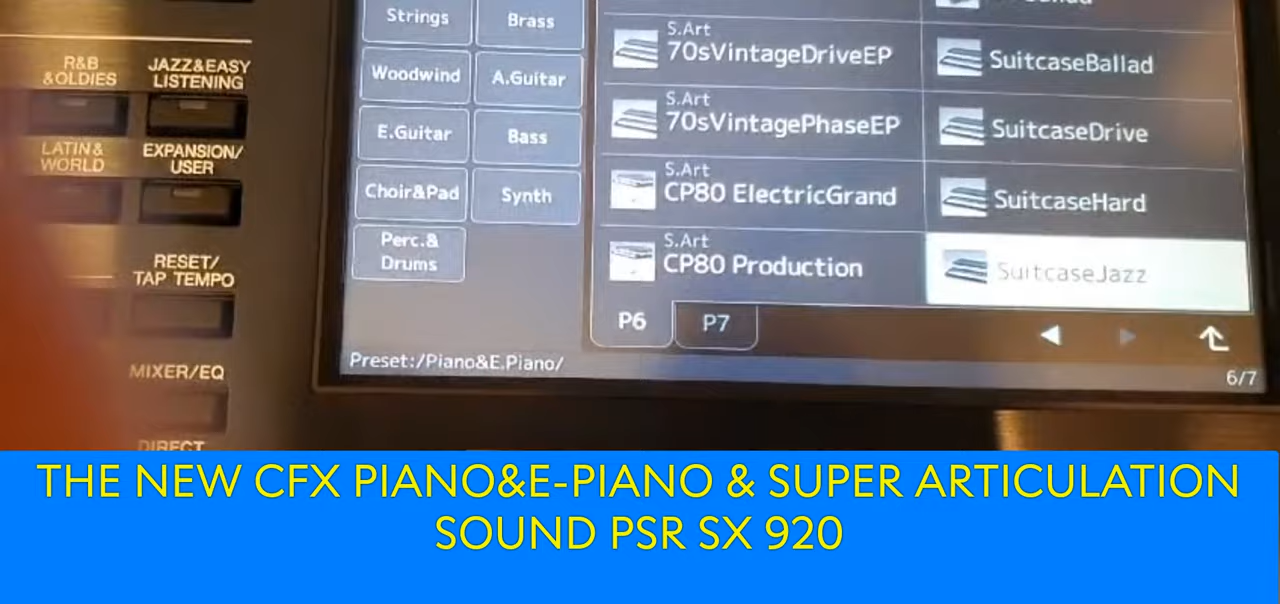 R&B
&OLDIES
JAZZ&EASY
LISTENING
LATIN&
WORLD
EXPANSION/
USER
RESET/
TAP TEMPO
MIXER/EQ
DIRECT
Strings
Brass
Woodwind
A.Guitar
E.Guitar
Bass
Choir&Pad
Synth
Perc.&
Drums
S.Art
70sVintageDriveEP
SuitcaseBallad
S.Art
70sVintagePhaseEP
SuitcaseDrive
S.Art
CP80 ElectricGrand
SuitcaseHard
S.Art
CP80 Production
SuitcaseJazz
P6
P7
Preset:/Piano&E.Piano/
6/7
THE NEW CFX PIANO&E-PIANO & SUPER ARTICULATION
SOUND PSR SX 920